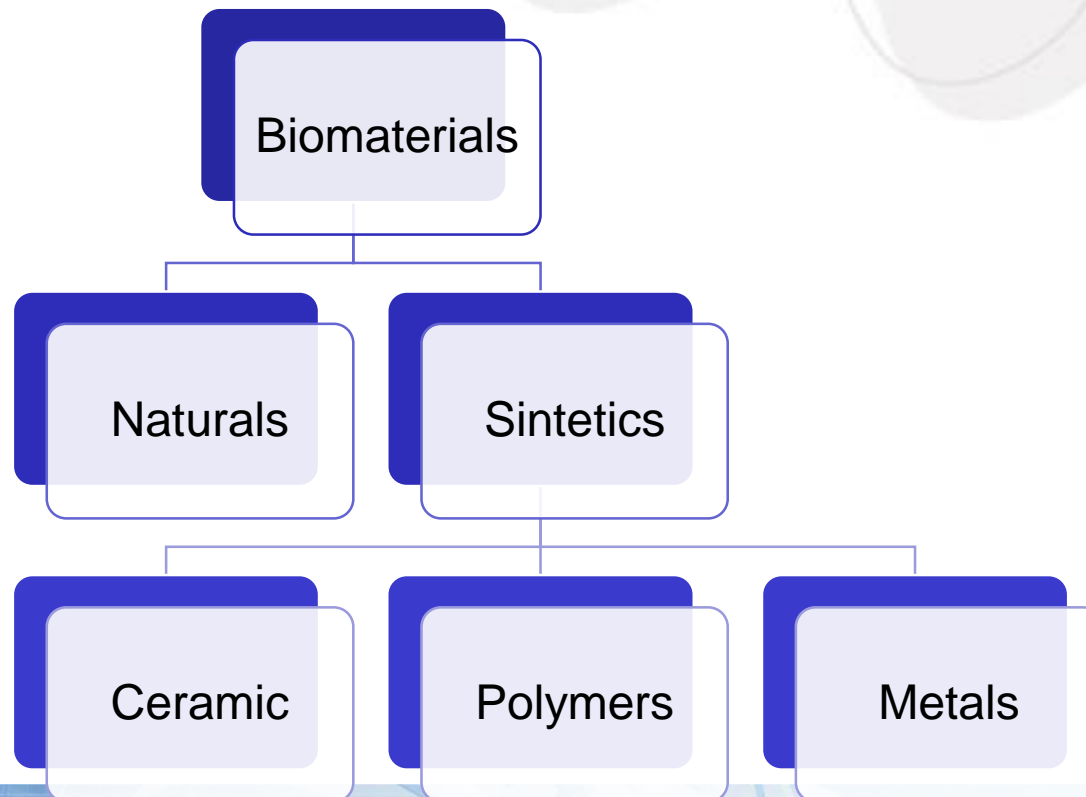 Biomaterials
Naturals
Sintetics
Ceramic
Polymers
Metals